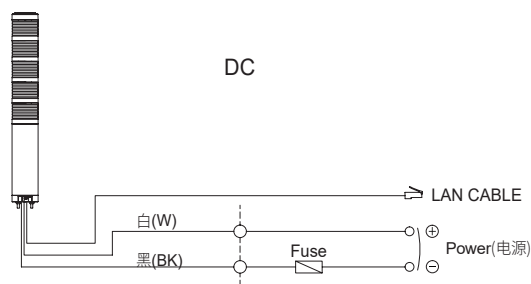 DC
LAN CABLE
白(W)
Fuse
Power(电源)
黑(BK)